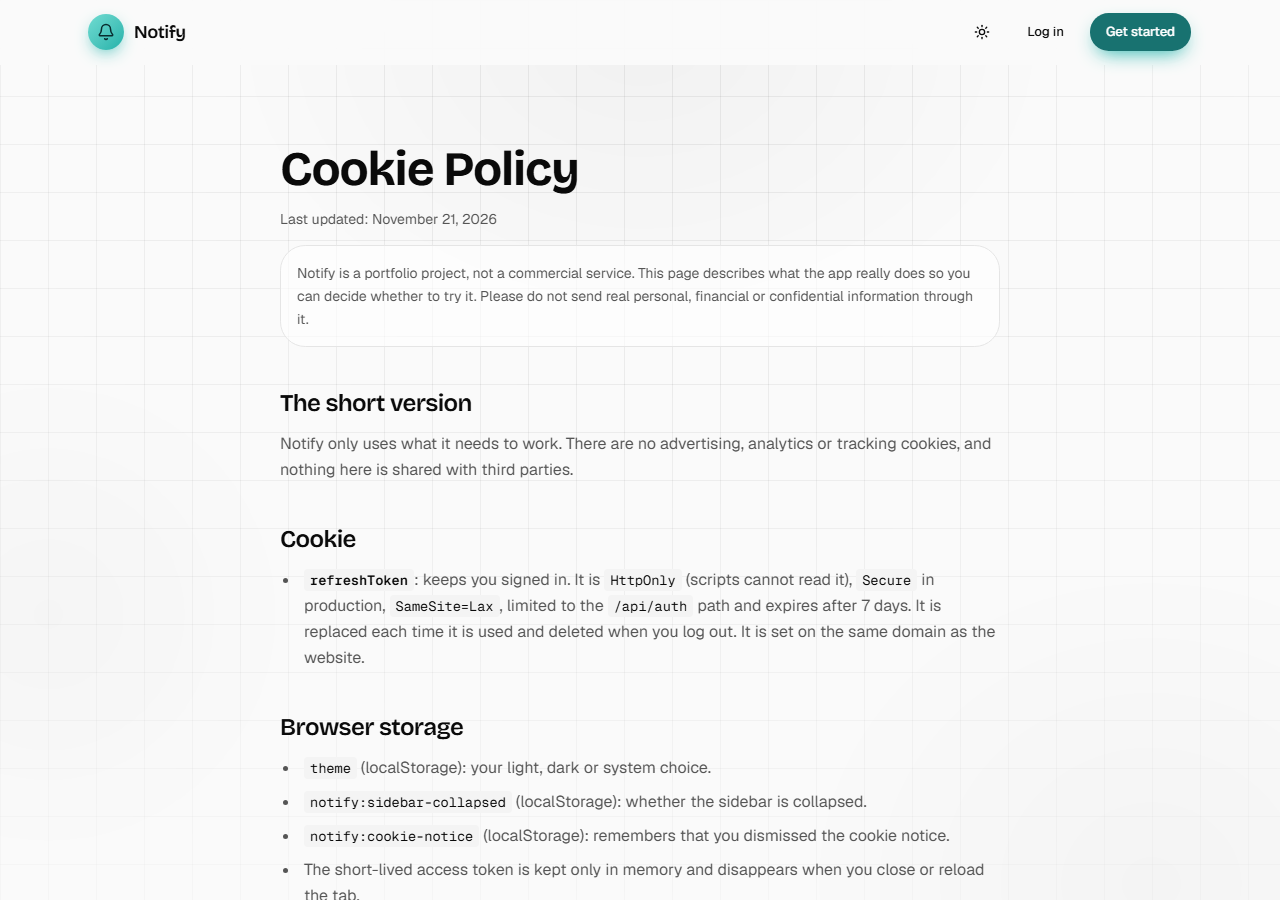 Notify
Log in
Get started
Cookie Policy
Last updated: November 21, 2026
Notify is a portfolio project, not a commercial service. This page describes what the app really does so you
can decide whether to try it. Please do not send real personal, financial or confidential information through
it.
The short version
Notify only uses what it needs to work. There are no advertising, analytics or tracking cookies, and
nothing here is shared with third parties.
Cookie
• refreshToken : keeps you signed in. It is HttpOnly (scripts cannot read it), Secure in
production, SameSite=Lax , limited to the /api/auth path and expires after 7 days. It is
replaced each time it is used and deleted when you log out. It is set on the same domain as the
website.
Browser storage
• theme (localStorage): your light, dark or system choice.
• notify:sidebar-collapsed (localStorage): whether the sidebar is collapsed.
• notify:cookie-notice (localStorage): remembers that you dismissed the cookie notice.
• The short-lived access token is kept only in memory and disappears when you close or reload
the tab.